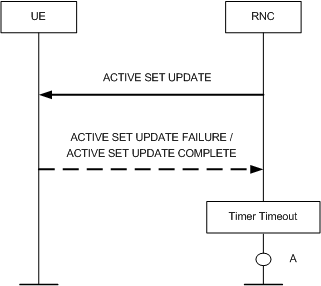 UE
RNC
ACTIVE SET UPDATE
ACTIVE SET UPDATE FAILURE /
ACTIVE SET UPDATE COMPLETE
Timer Timeout
A